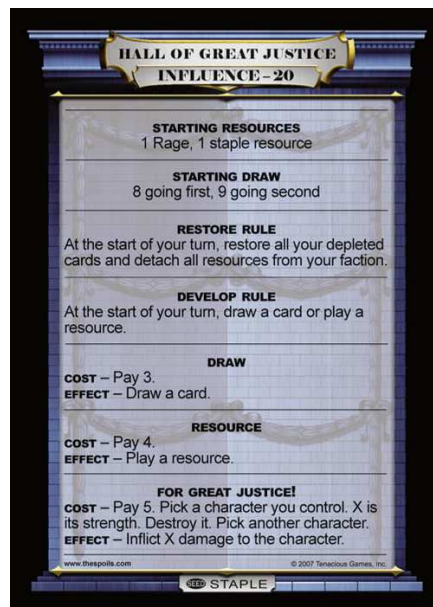 HALL OF GREAT JUSTICE
INFLUENCE – 20
STARTING RESOURCES
1 Rage, 1 staple resource
STARTING DRAW
8 going first, 9 going second
RESTORE RULE
At the start of your turn, restore all your depleted
cards and detach all resources from your faction.
DEVELOP RULE
At the start of your turn, draw a card or play a
resource.
DRAW
COST – Pay 3.
EFFECT – Draw a card.
RESOURCE
COST – Pay 4.
EFFECT – Play a resource.
FOR GREAT JUSTICE!
COST – Pay 5. Pick a character you control. X is
its strength. Destroy it. Pick another character.
EFFECT – Inflict X damage to the character.
www.thespoils.com © 2007 Tenacious Games, Inc.
SEED STAPLE